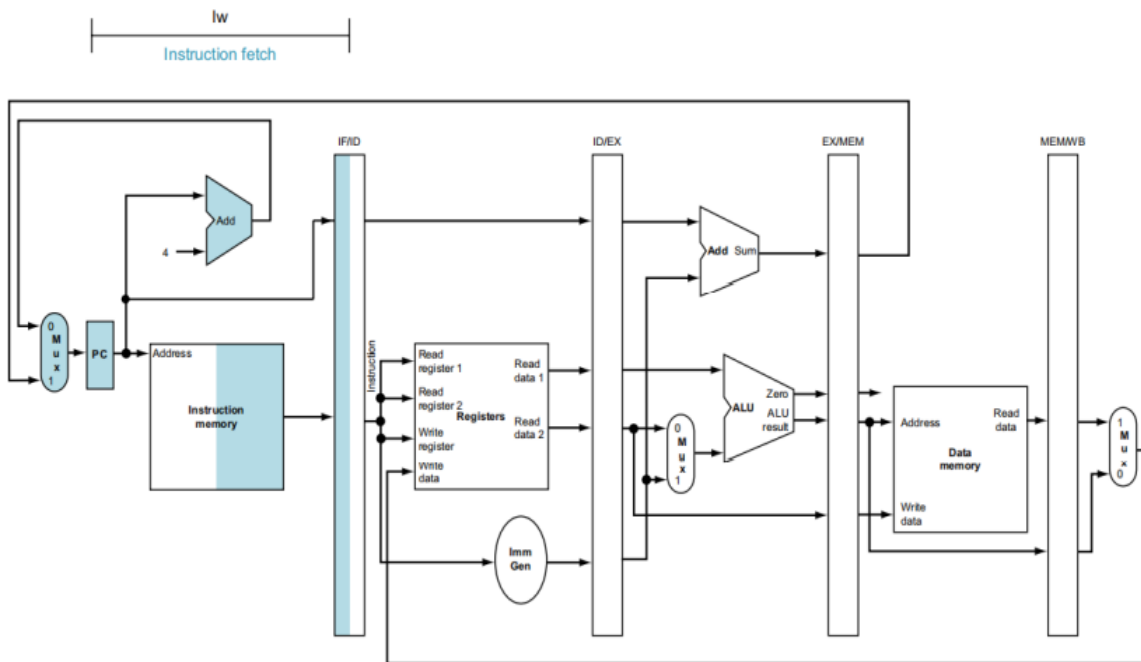 lw
Instruction fetch
IF/ID
ID/EX
EX/MEM
MEM/WB
Add
4
Add Sum
0
M
u
x
1
PC
Address
Instruction
memory
Instruction
Read
register 1
Read
register 2
Write
register
Write
data
Registers
Read
data 1
Read
data 2
Imm
Gen
0
M
u
x
1
ALU
Zero
ALU
result
Address
Read
data
Data
memory
Write
data
1
M
u
x
0